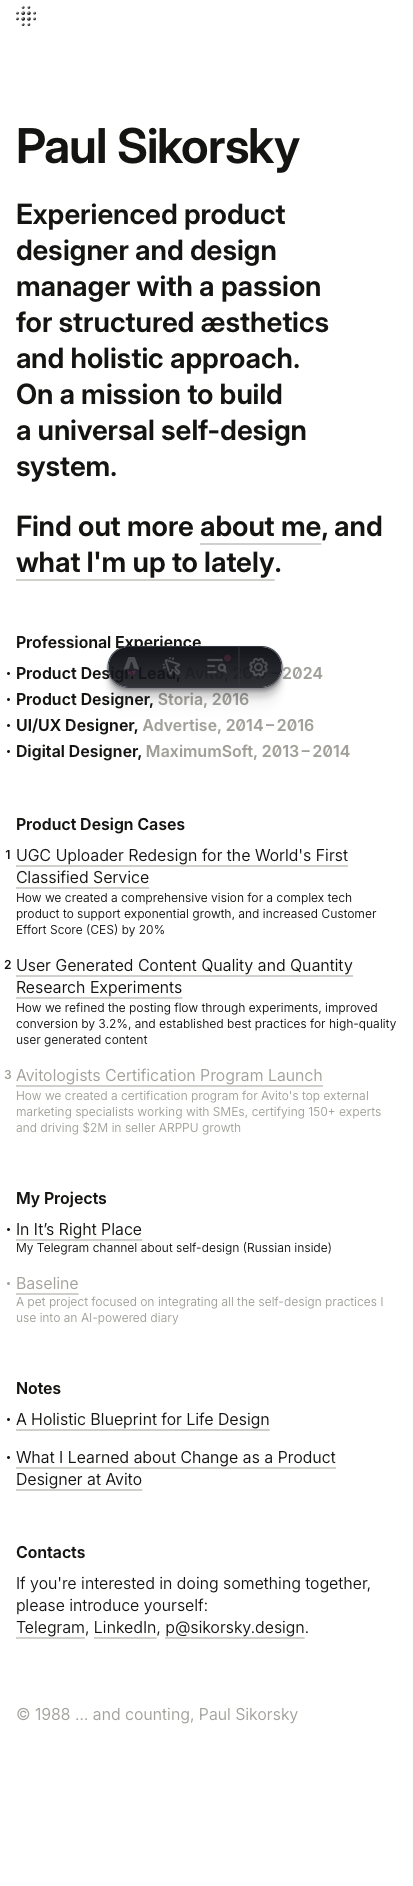 Paul Sikorsky
Experienced product
designer and design
manager with a passion
for structured æsthetics
and holistic approach.
On a mission to build
a universal self-design
system.
Find out more about me, and
what I'm up to lately.
Professional Experience
· Product Design Lead, 2024
· Product Designer, Storia, 2016
· UI/UX Designer, Advertise, 2014 – 2016
· Digital Designer, MaximumSoft, 2013 – 2014
Product Design Cases
1 UGC Uploader Redesign for the World's First
Classified Service
How we created a comprehensive vision for a complex tech
product to support exponential growth, and increased Customer
Effort Score (CES) by 20%
2 User Generated Content Quality and Quantity
Research Experiments
How we refined the posting flow through experiments, improved
conversion by 3.2%, and established best practices for high-quality
user generated content
3 Avitologists Certification Program Launch
How we created a certification program for Avito's top external
marketing specialists working with SMEs, certifying 150+ experts
and driving $2M in seller ARPPU growth
My Projects
· In It’s Right Place
My Telegram channel about self-design (Russian inside)
· Baseline
A pet project focused on integrating all the self-design practices I
use into an AI-powered diary
Notes
· A Holistic Blueprint for Life Design
· What I Learned about Change as a Product
Designer at Avito
Contacts
If you're interested in doing something together,
please introduce yourself:
Telegram, LinkedIn, p@sikorsky.design.
© 1988 ... and counting, Paul Sikorsky